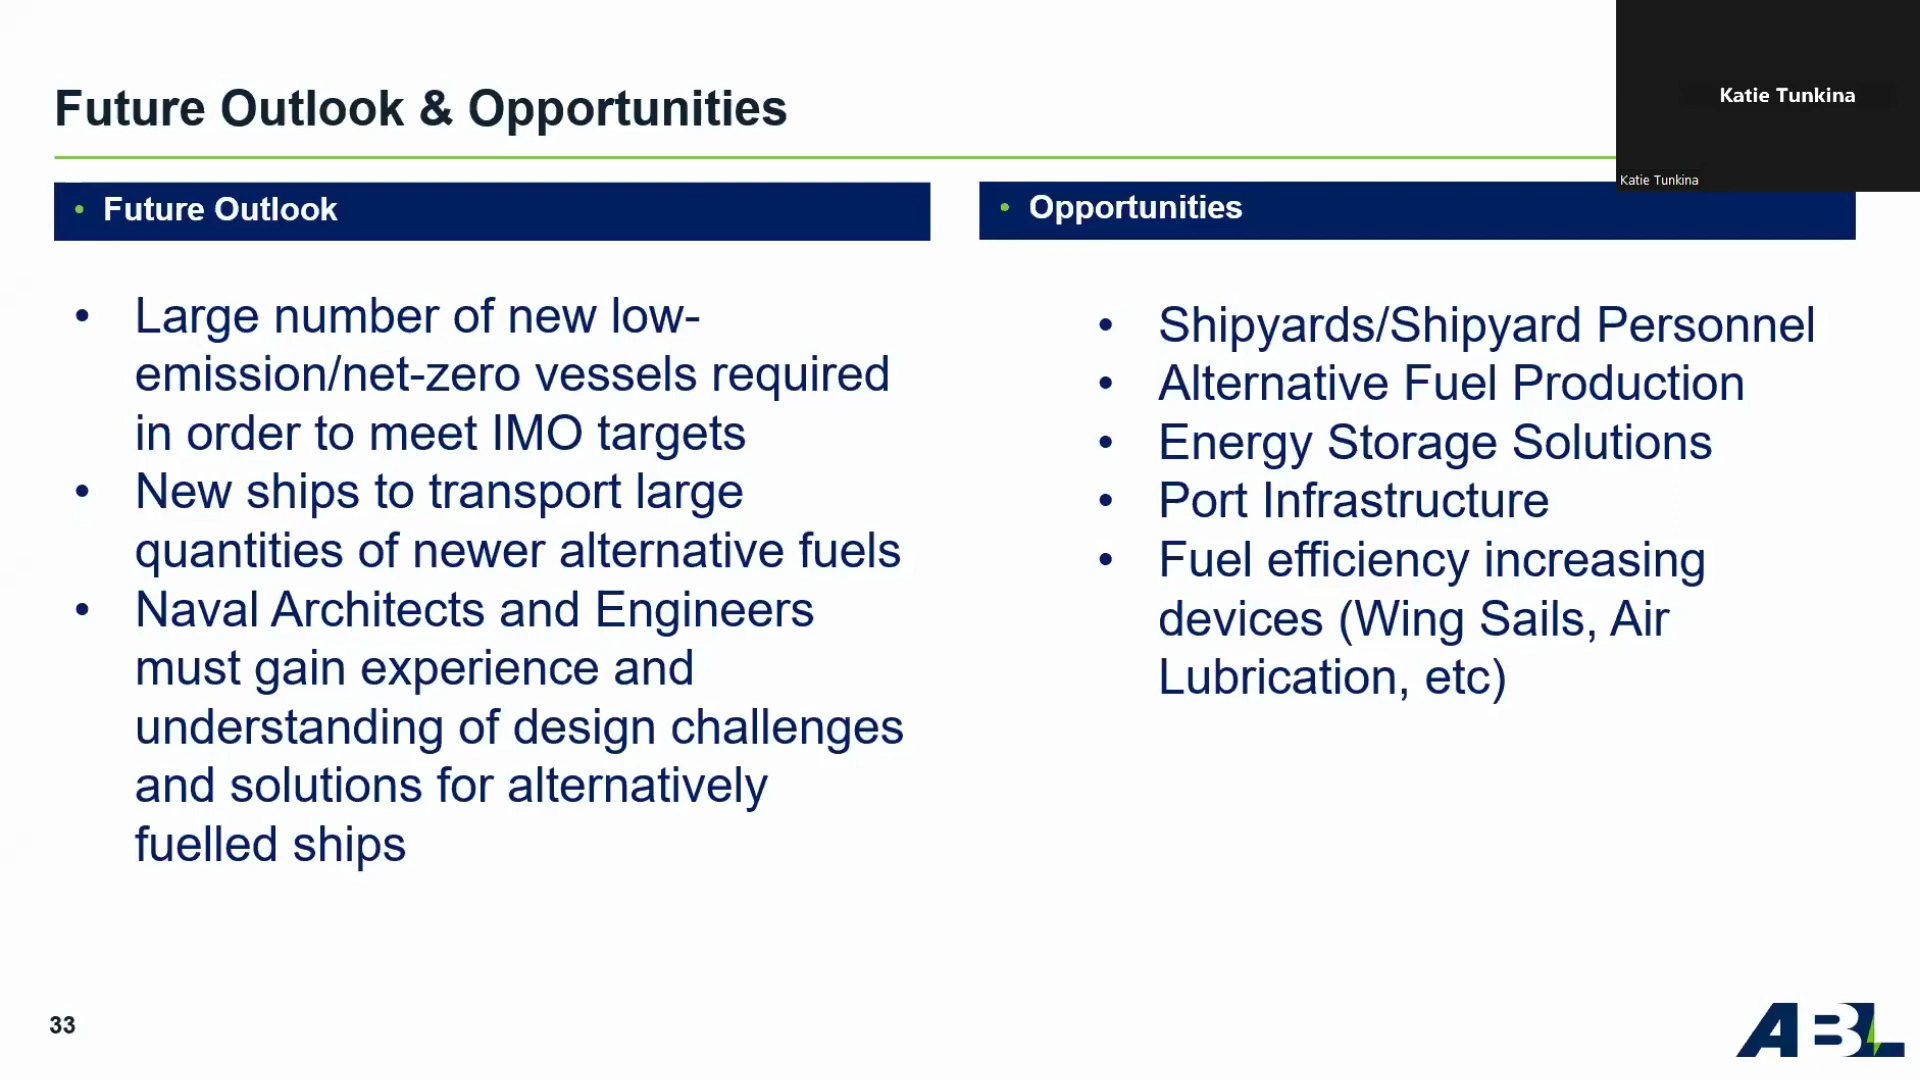 Future Outlook & Opportunities
Katie Tunkina
Katie Tunkina
• Future Outlook
• Large number of new low-
emission/net-zero vessels required
in order to meet IMO targets
• New ships to transport large
quantities of newer alternative fuels
• Naval Architects and Engineers
must gain experience and
understanding of design challenges
and solutions for alternatively
fuelled ships
• Opportunities
• Shipyards/Shipyard Personnel
• Alternative Fuel Production
• Energy Storage Solutions
• Port Infrastructure
• Fuel efficiency increasing
devices (Wing Sails, Air
Lubrication, etc)
33
ABL